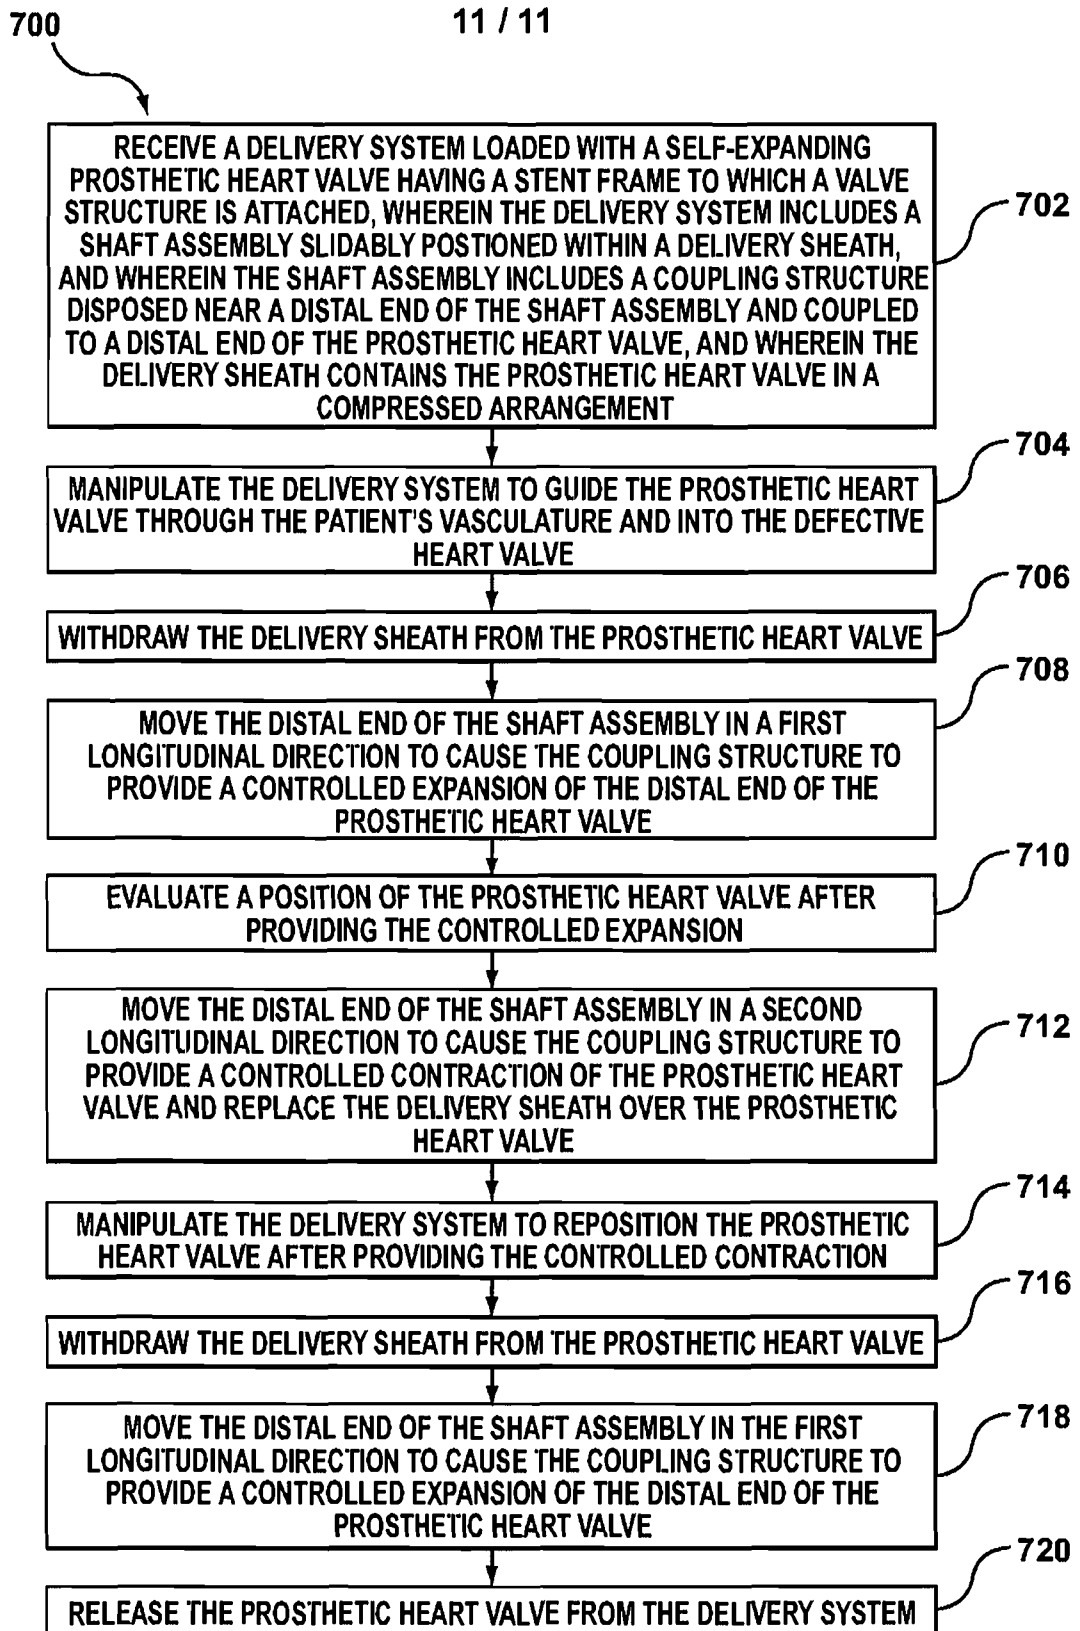 700
11 / 11
RECEIVE A DELIVERY SYSTEM LOADED WITH A SELF-EXPANDING
PROSTHETIC HEART VALVE HAVING A STENT FRAME TO WHICH A VALVE
STRUCTURE IS ATTACHED, WHEREIN THE DELIVERY SYSTEM INCLUDES A
SHAFT ASSEMBLY SLIDABLY POSTIONED WITHIN A DELIVERY SHEATH,
AND WHEREIN THE SHAFT ASSEMBLY INCLUDES A COUPLING STRUCTURE
DISPOSED NEAR A DISTAL END OF THE SHAFT ASSEMBLY AND COUPLED
TO A DISTAL END OF THE PROSTHETIC HEART VALVE, AND WHEREIN THE
DELIVERY SHEATH CONTAINS THE PROSTHETIC HEART VALVE IN A
COMPRESSED ARRANGEMENT
702
MANIPULATE THE DELIVERY SYSTEM TO GUIDE THE PROSTHETIC HEART
VALVE THROUGH THE PATIENT'S VASCULATURE AND INTO THE DEFECTIVE
HEART VALVE
704
WITHDRAW THE DELIVERY SHEATH FROM THE PROSTHETIC HEART VALVE
706
MOVE THE DISTAL END OF THE SHAFT ASSEMBLY IN A FIRST
LONGITUDINAL DIRECTION TO CAUSE THE COUPLING STRUCTURE TO
PROVIDE A CONTROLLED EXPANSION OF THE DISTAL END OF THE
PROSTHETIC HEART VALVE
708
EVALUATE A POSITION OF THE PROSTHETIC HEART VALVE AFTER
PROVIDING THE CONTROLLED EXPANSION
710
MOVE THE DISTAL END OF THE SHAFT ASSEMBLY IN A SECOND
LONGITUDINAL DIRECTION TO CAUSE THE COUPLING STRUCTURE TO
PROVIDE A CONTROLLED CONTRACTION OF THE PROSTHETIC HEART
VALVE AND REPLACE THE DELIVERY SHEATH OVER THE PROSTHETIC
HEART VALVE
712
MANIPULATE THE DELIVERY SYSTEM TO REPOSITION THE PROSTHETIC
HEART VALVE AFTER PROVIDING THE CONTROLLED CONTRACTION
714
WITHDRAW THE DELIVERY SHEATH FROM THE PROSTHETIC HEART VALVE
716
MOVE THE DISTAL END OF THE SHAFT ASSEMBLY IN THE FIRST
LONGITUDINAL DIRECTION TO CAUSE THE COUPLING STRUCTURE TO
PROVIDE A CONTROLLED EXPANSION OF THE DISTAL END OF THE
PROSTHETIC HEART VALVE
718
RELEASE THE PROSTHETIC HEART VALVE FROM THE DELIVERY SYSTEM
720